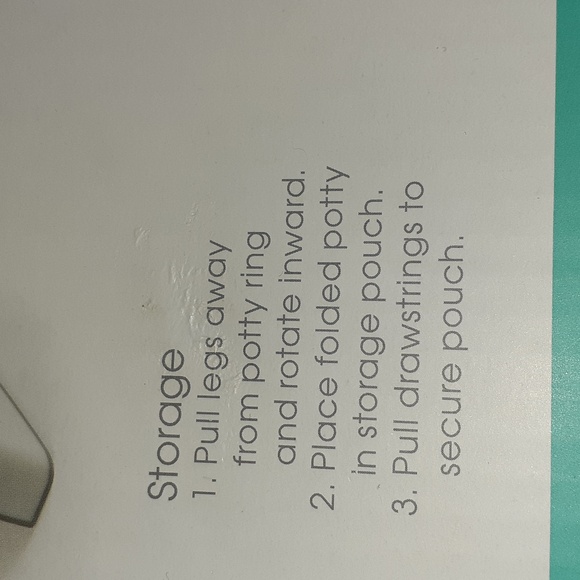 Storage
1. Pull legs away
from potty ring
and rotate inward.
2. Place folded potty
in storage pouch.
3. Pull drawstrings to
secure pouch.